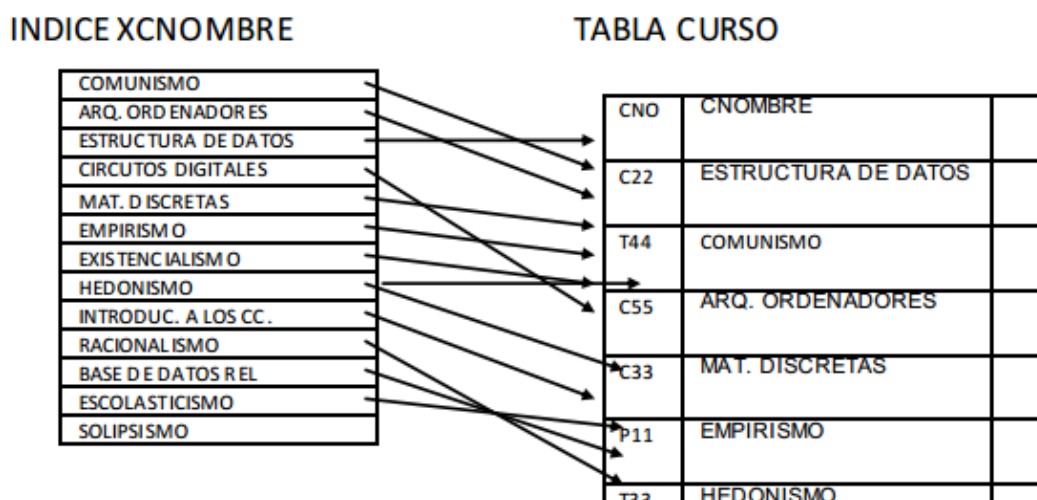 INDICE XCNOMBRE
TABLA CURSO
COMUNISMO
ARQ. ORDENADORES
ESTRUCTURA DE DATOS
CIRCUTOS DIGITALES
MAT. DISCRETAS
EMPIRISMO
EXISTENCIALISMO
HEDONISMO
INTRODUC. A LOS CC.
RACIONALISMO
BASE DE DATOS REL
ESCOLASTICISMO
SOLIPSISMO
CNO CNOMBRE
C22 ESTRUCTURA DE DATOS
T44 COMUNISMO
C55 ARQ. ORDENADORES
C33 MAT. DISCRETAS
P11 EMPIRISMO
T33 HEDONISMO